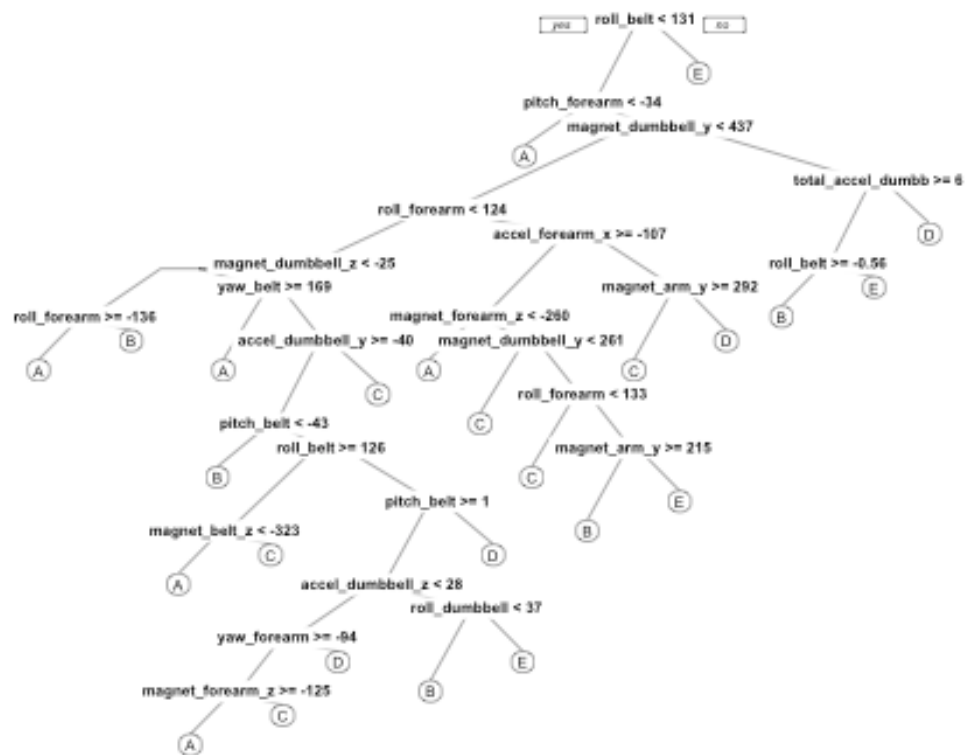 yes roll_belt < 131 no
E
pitch_forearm < -34
magnet_dumbbell_y < 437
A
total_accel_dumbb >= 6
roll_forearm < 124
accel_forearm_x >= -107
D
magnet_dumbbell_z < -25
roll_belt >= -0.56
yaw_belt >= 169
magnet_arm_y >= 292
E
roll_forearm >= -136
magnet_forearm_z < -260
B
B
accel_dumbbell_y >= -40
magnet_dumbbell_y < 261
D
A
A
A
C
C
roll_forearm < 133
C
pitch_belt < -43
roll_belt >= 126
magnet_arm_y >= 215
B
C
pitch_belt >= 1
E
magnet_belt_z < -323
B
C
D
A
accel_dumbbell_z < 28
roll_dumbbell < 37
yaw_forearm >= -94
D
E
magnet_forearm_z >= -125
B
C
A